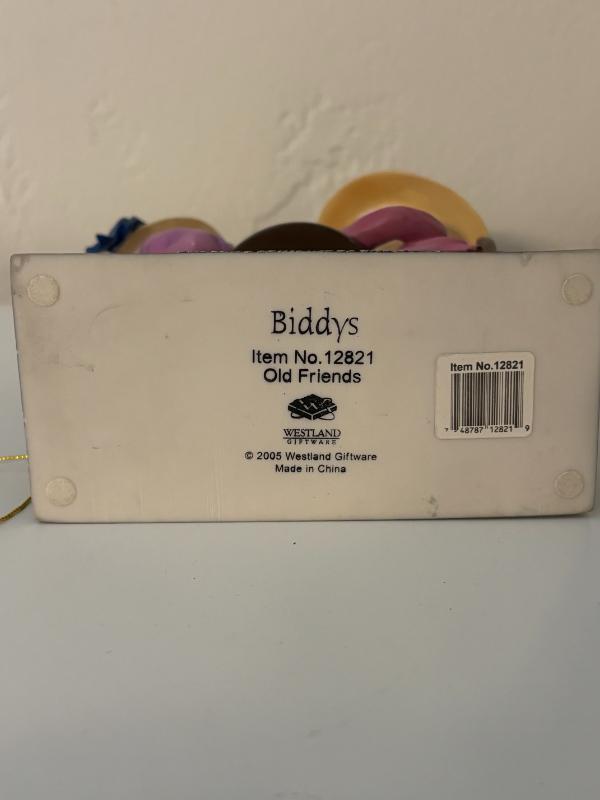 Biddys
Item No.12821
Old Friends
WESTLAND
GIFTWARE
© 2005 Westland Giftware
Made in China
Item No.12821
7 48787 12821 9